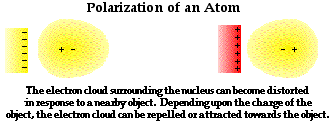 Polarization of an Atom
− − − − − + −
+ + + + + − +
The electron cloud surrounding the nucleus can become distorted
in response to a nearby object. Depending upon the charge of the
object, the electron cloud can be repelled or attracted towards the object.